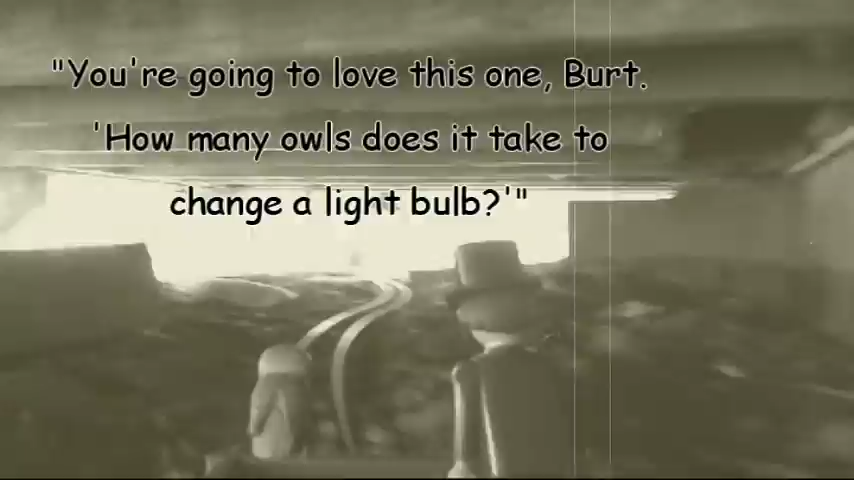 "You're going to love this one, Burt.
'How many owls does it take to
change a light bulb?'"